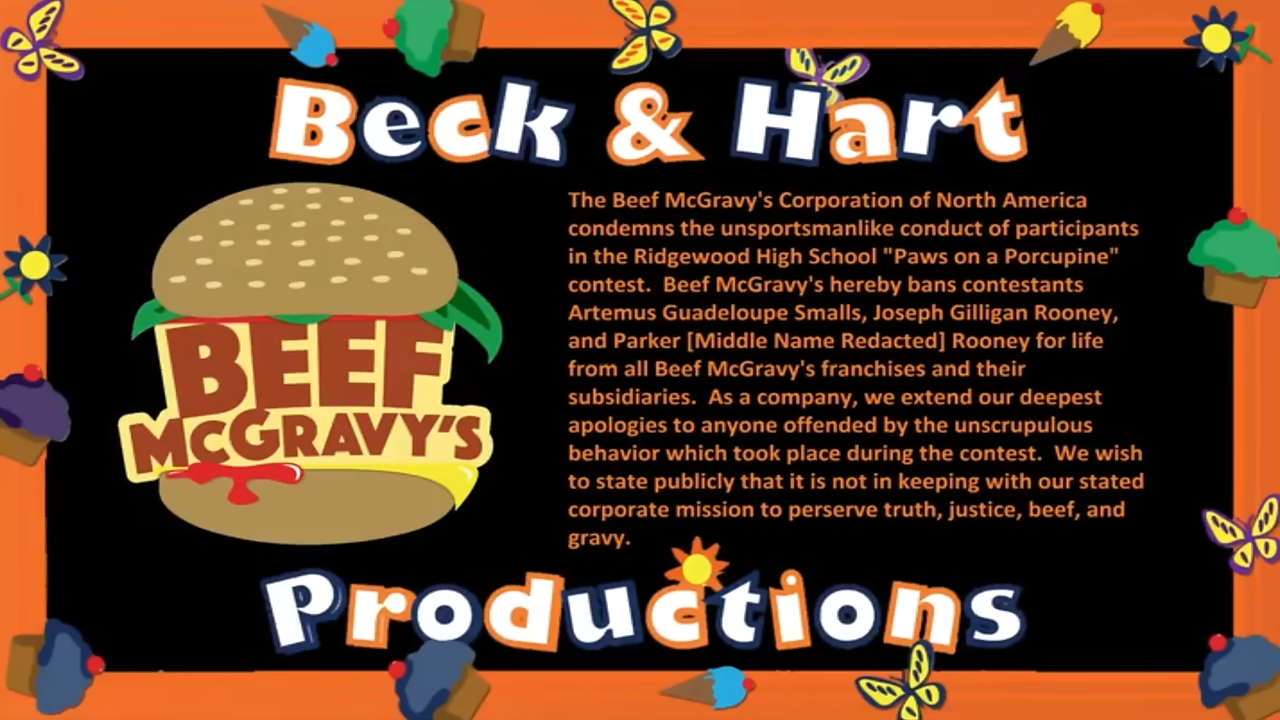 Beck & Hart
BEEF
McGRAVY'S
The Beef McGravy's Corporation of North America
condemns the unsportsmanlike conduct of participants
in the Ridgewood High School "Paws on a Porcupine"
contest.  Beef McGravy's hereby bans contestants
Artemus Guadeloupe Smalls, Joseph Gilligan Rooney,
and Parker [Middle Name Redacted] Rooney for life
from all Beef McGravy's franchises and their
subsidiaries.  As a company, we extend our deepest
apologies to anyone offended by the unscrupulous
behavior which took place during the contest.  We wish
to state publicly that it is not in keeping with our stated
corporate mission to perserve truth, justice, beef, and
gravy.
Productions